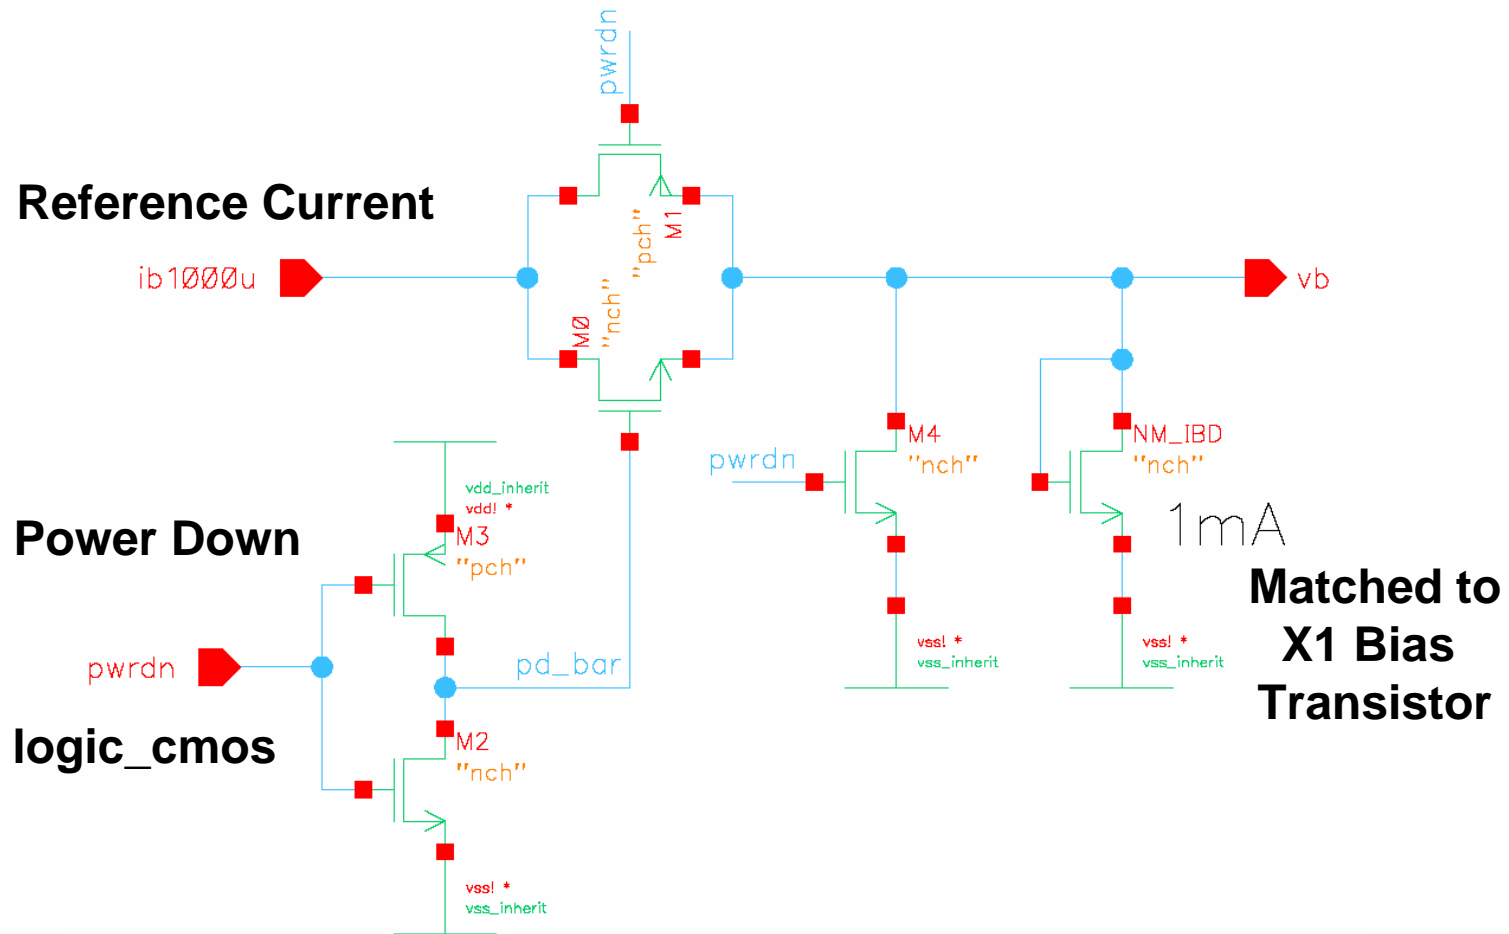 pwrdn
Reference Current
ib1000u
M1
"pch"
M0
"nch"
vb
M4
"nch"
pwrdn
NM_IBD
"nch"
1mA
Matched to
X1 Bias
Transistor
vdd_inherit
vdd! *
M3
"pch"
Power Down
pwrdn
pd_bar
logic_cmos
M2
"nch"
vss! *
vss_inherit
vss! *
vss_inherit
vss! *
vss_inherit